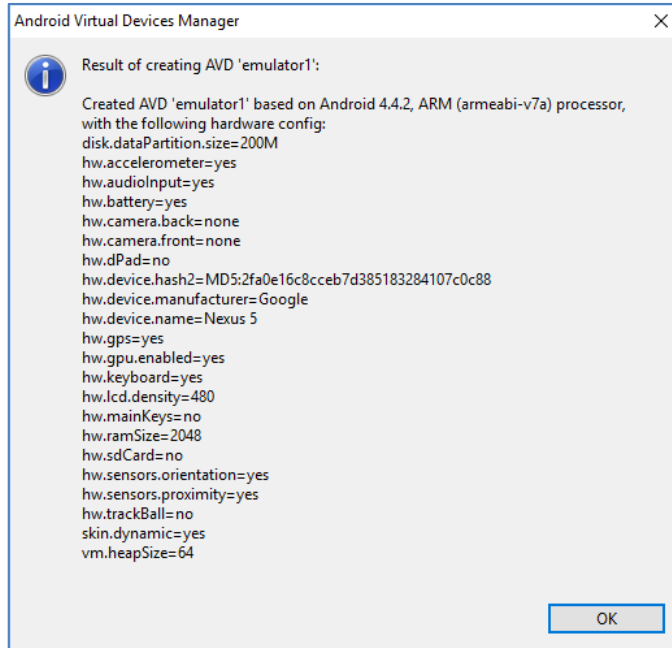 Android Virtual Devices Manager
Result of creating AVD 'emulator1':
Created AVD 'emulator1' based on Android 4.4.2, ARM (armeabi-v7a) processor,
with the following hardware config:
disk.dataPartition.size=200M
hw.accelerometer=yes
hw.audioInput=yes
hw.battery=yes
hw.camera.back=none
hw.camera.front=none
hw.dPad=no
hw.device.hash2=MD5:2fa0e16c8cceb7d385183284107c0c88
hw.device.manufacturer=Google
hw.device.name=Nexus 5
hw.gps=yes
hw.gpu.enabled=yes
hw.keyboard=yes
hw.lcd.density=480
hw.mainKeys=no
hw.ramSize=2048
hw.sdCard=no
hw.sensors.orientation=yes
hw.sensors.proximity=yes
hw.trackBall=no
skin.dynamic=yes
vm.heapSize=64
OK